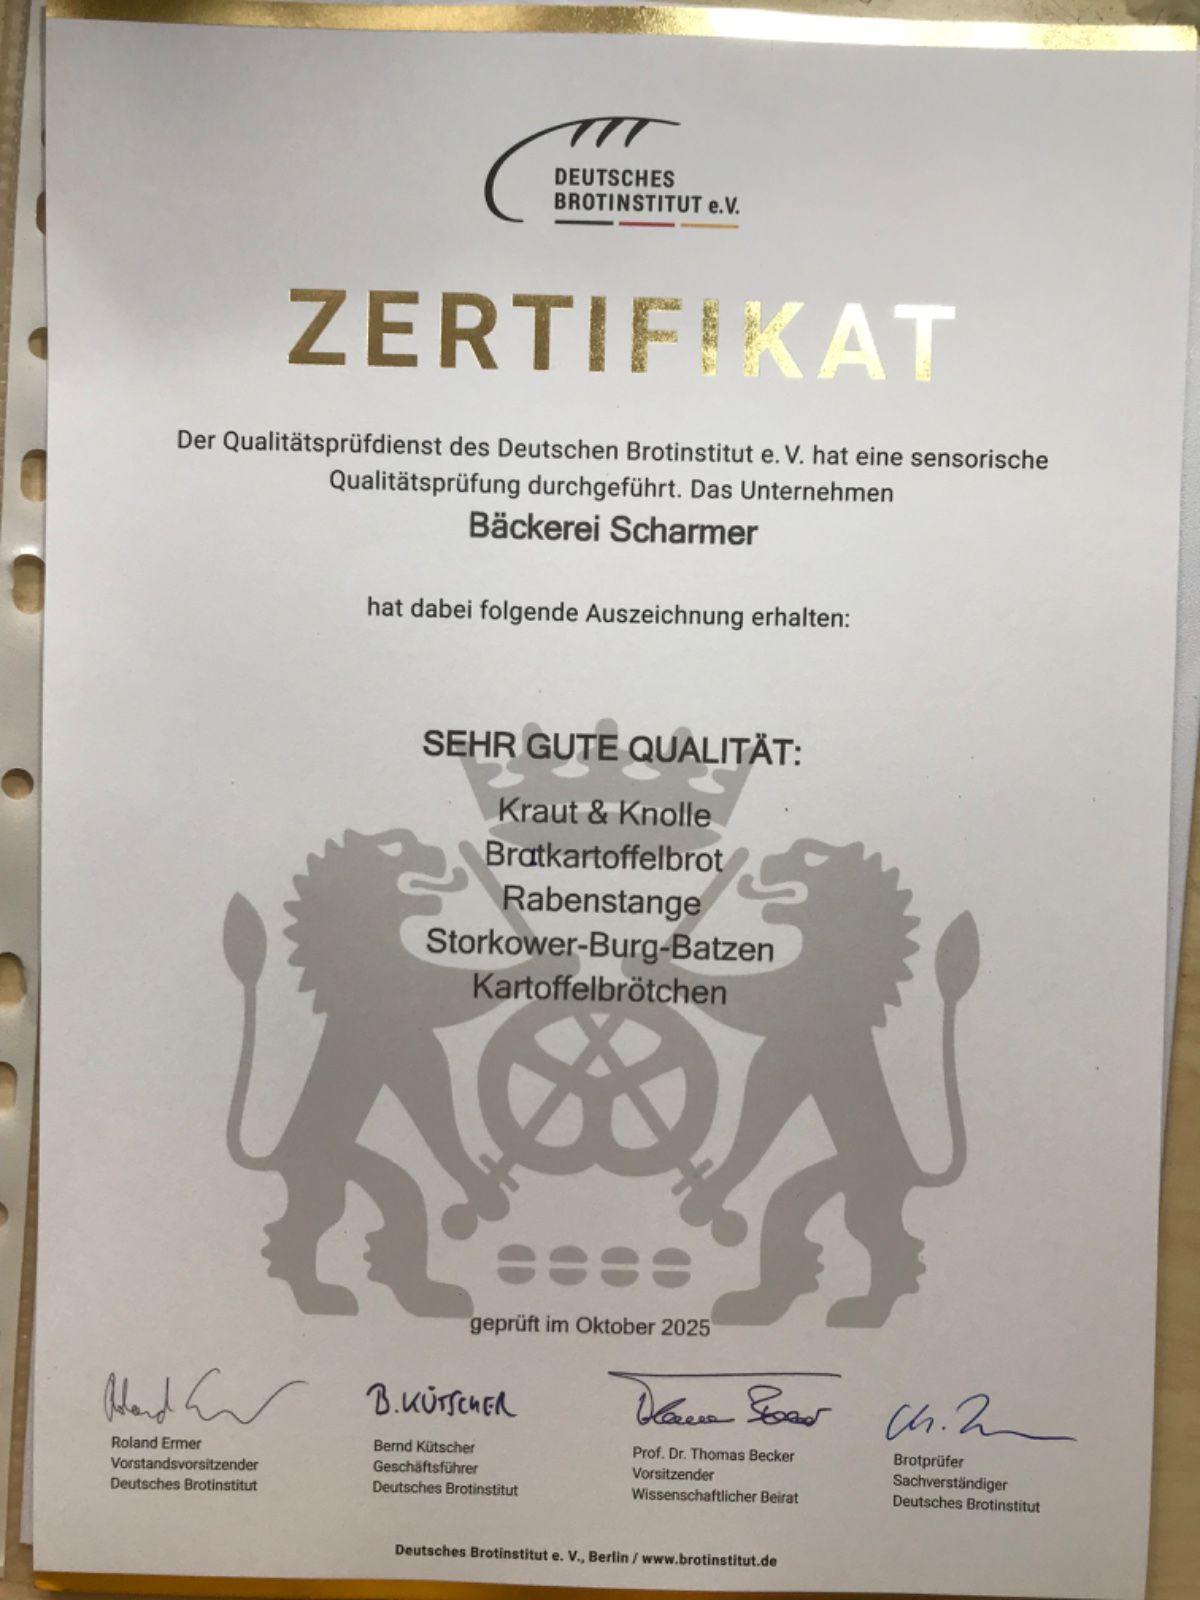 DEUTSCHES
BROTINSTITUT e.V.
ZERTIFIKAT
Der Qualitätsprüfdienst des Deutschen Brotinstitut e. V. hat eine sensorische
Qualitätsprüfung durchgeführt. Das Unternehmen
Bäckerei Scharmer
hat dabei folgende Auszeichnung erhalten:
SEHR GUTE QUALITÄT:
Kraut & Knolle
Bratkartoffelbrot
Rabenstange
Storkower-Burg-Batzen
Kartoffelbrötchen
geprüft im Oktober 2025
B. KÜTSCHER
Roland Ermer
Vorstandsvorsitzender
Deutsches Brotinstitut
Bernd Kütscher
Geschäftsführer
Deutsches Brotinstitut
Prof. Dr. Thomas Becker
Vorsitzender
Wissenschaftlicher Beirat
Brotprüfer
Sachverständiger
Deutsches Brotinstitut
Deutsches Brotinstitut e. V., Berlin / www.brotinstitut.de